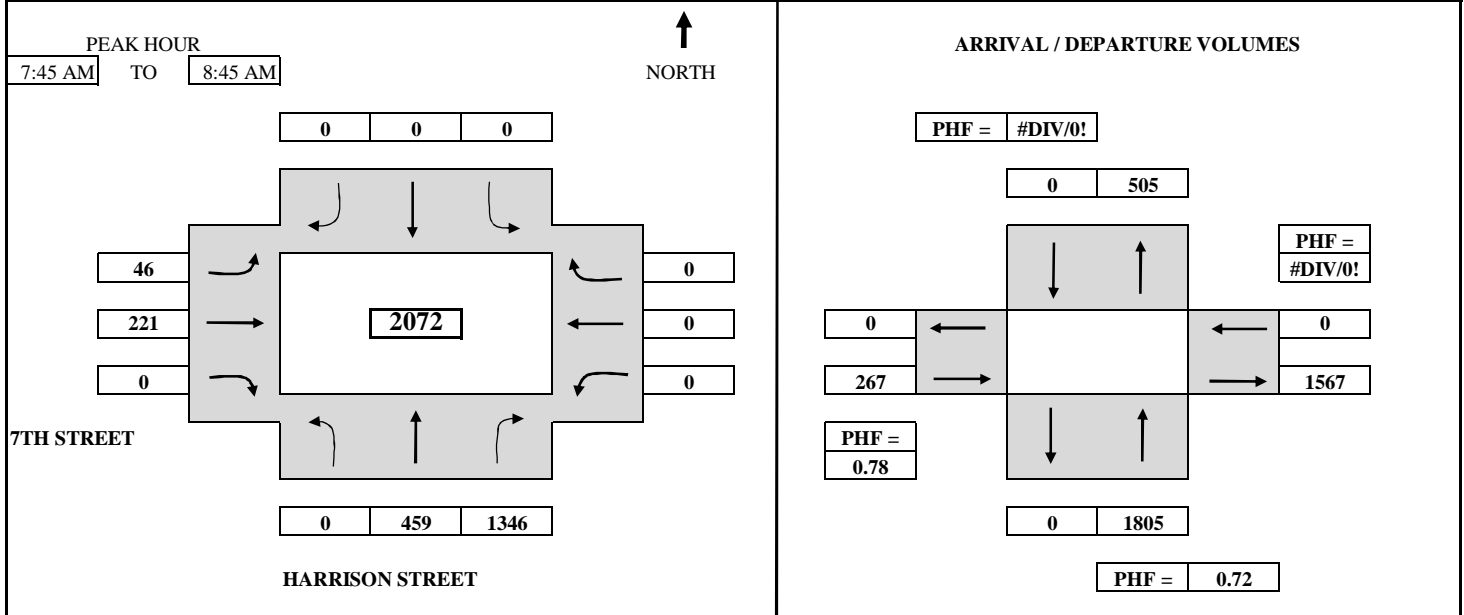 PEAK HOUR
7:45 AM TO 8:45 AM
NORTH
0 0 0
46
221
0
2072
0
0
0
7TH STREET
0 459 1346
HARRISON STREET
ARRIVAL / DEPARTURE VOLUMES
PHF = #DIV/0!
0 505
PHF =
#DIV/0!
0
267
0
1567
PHF =
0.78
0 1805
PHF = 0.72